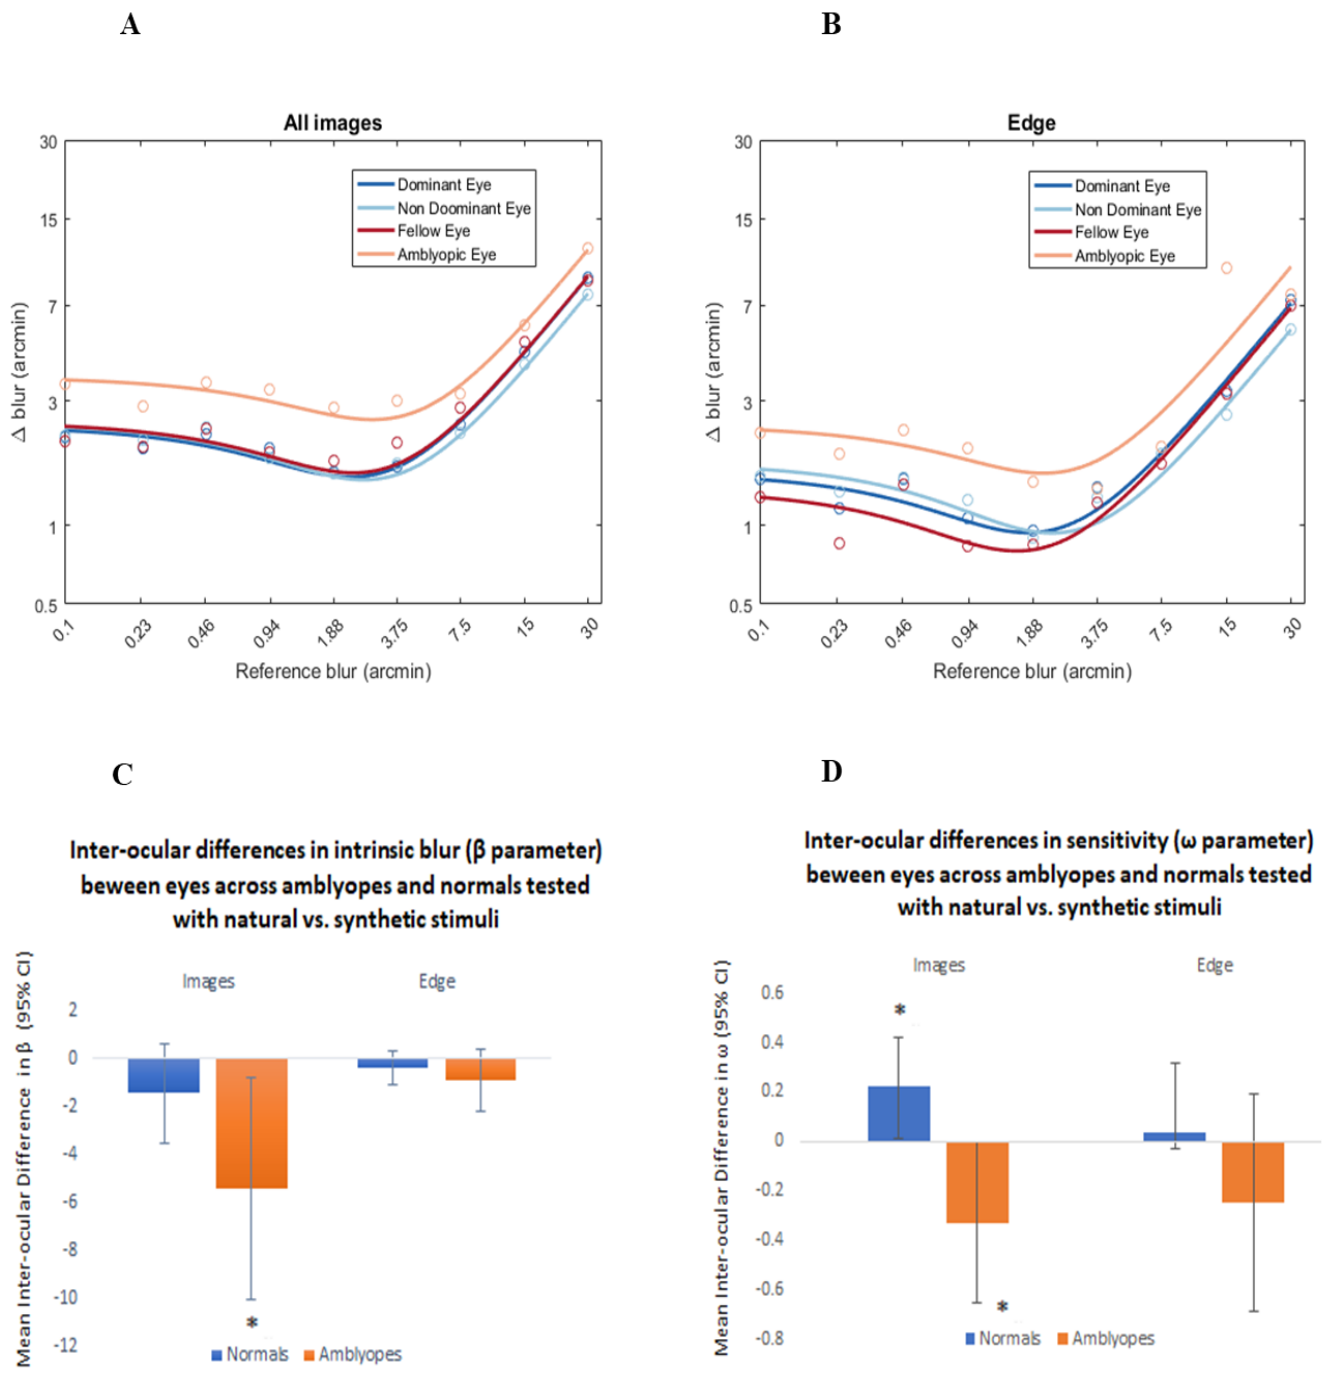 A
B
All images
30
15
7
3
1
0.5
Δ blur (arcmin)
Dominant Eye
Non Doominant Eye
Fellow Eye
Amblyopic Eye
0.1 0.23 0.46 0.94 1.88 3.75 7.5 15 30
Reference blur (arcmin)
Edge
30
15
7
3
1
0.5
Δ blur (arcmin)
Dominant Eye
Non Dominant Eye
Fellow Eye
Amblyopic Eye
0.1 0.23 0.46 0.94 1.88 3.75 7.5 15 30
Reference blur (arcmin)
C
D
Inter-ocular differences in intrinsic blur (β parameter)
beween eyes across amblyopes and normals tested
with natural vs. synthetic stimuli
Mean Inter-ocular Difference in β (95% CI)
Images Edge
2
0
-2
-4
-6
-8
-10
*
-12
Normals Amblyopes
Inter-ocular differences in sensitivity (ω parameter)
beween eyes across amblyopes and normals tested
with natural vs. synthetic stimuli
Mean Inter-ocular Difference in ω (95% CI)
Images Edge
0.6
*
0.4
0.2
0
-0.2
-0.4
-0.6
*
-0.8
Normals Amblyopes